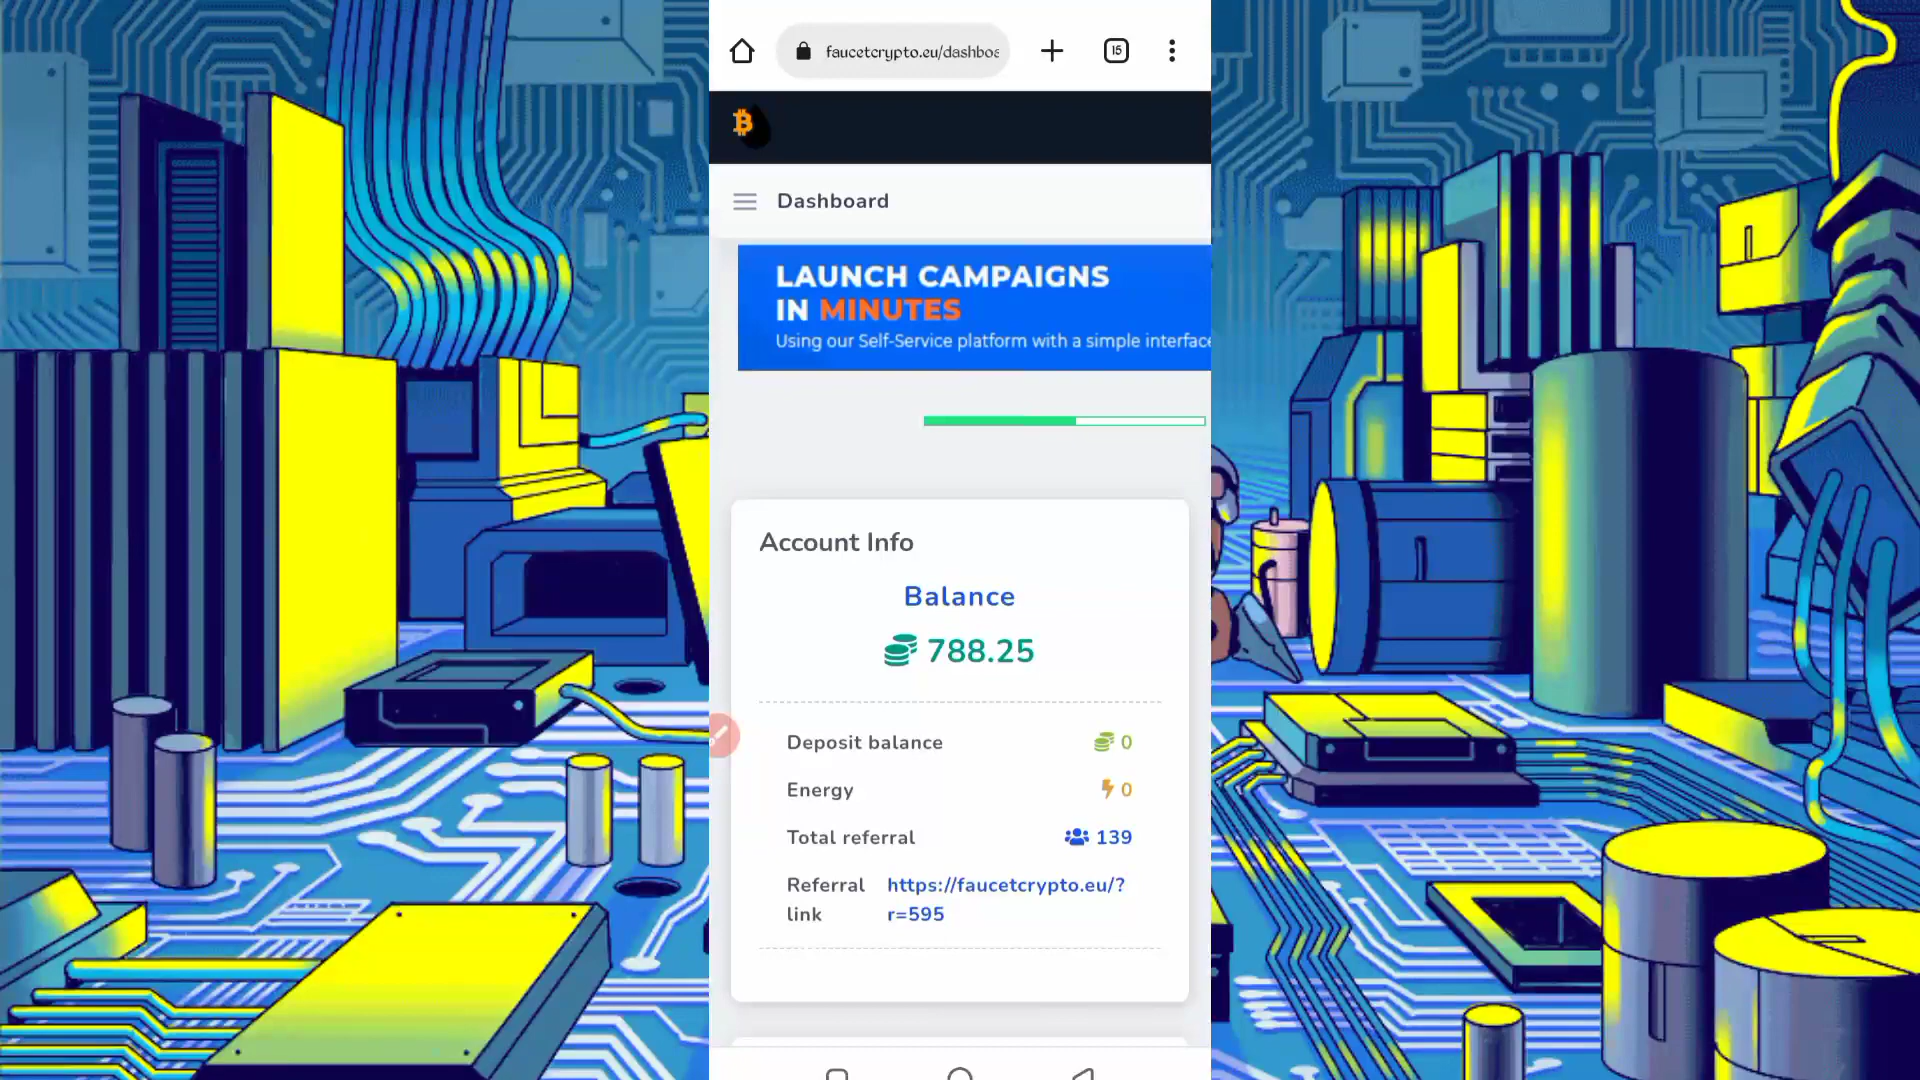 faucetcrypto.eu/dashboa
15
Dashboard
LAUNCH CAMPAIGNS
IN MINUTES
Using our Self-Service platform with a simple interface
Account Info
Balance
788.25
Deposit balance 0
Energy 0
Total referral 139
Referral link https://faucetcrypto.eu/?r=595